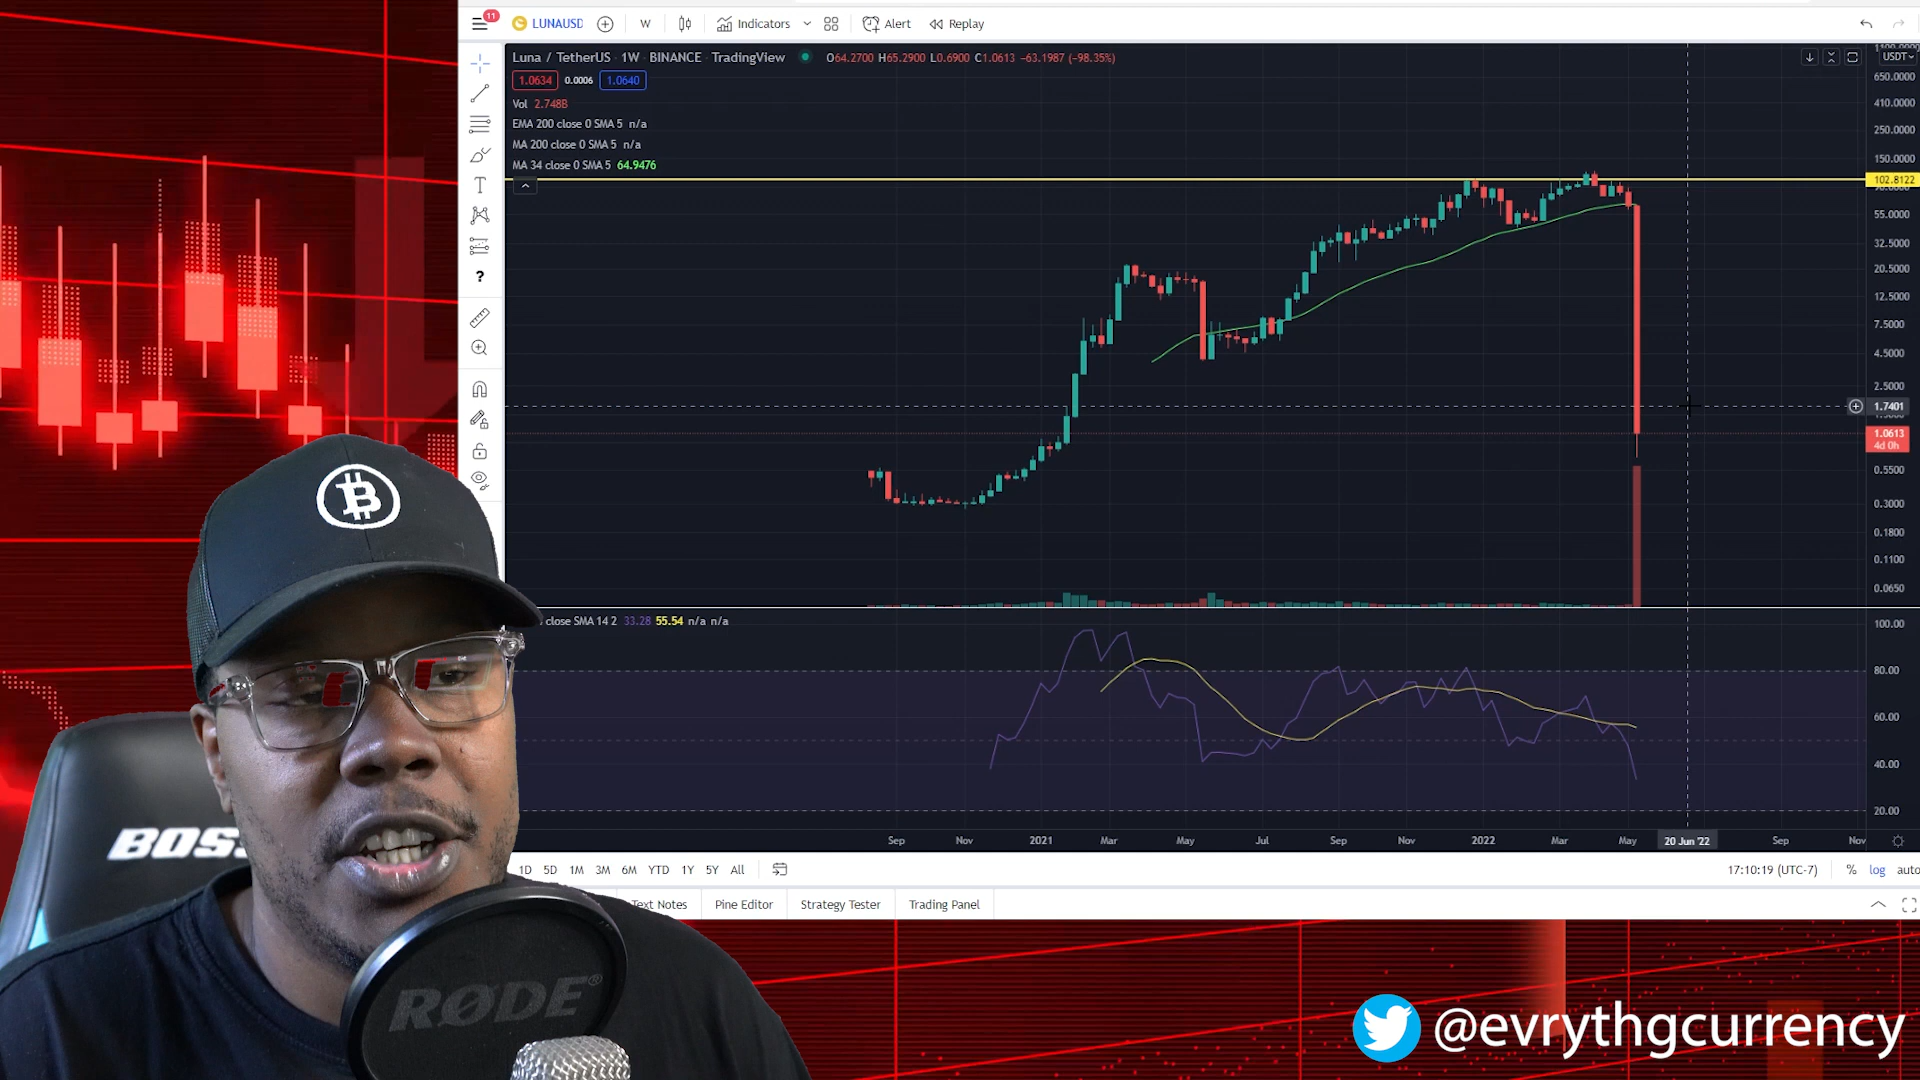 11 LUNAUSD W Indicators Alert Replay
Luna / TetherUS 1W BINANCE TradingView O64.2700 H65.2900 L0.6900 C1.0613 −63.1987 (−98.35%)
USDT
1.0634 0.0006 1.0640
Vol 2.748B
EMA 200 close 0 SMA 5 n/a
MA 200 close 0 SMA 5 n/a
MA 34 close 0 SMA 5 64.9476
650.0000
410.0000
250.0000
150.0000
102.8122
55.0000
32.5000
20.5000
12.5000
7.5000
4.5000
2.5000
1.7401
1.0613
4d 0h
0.5500
0.3000
0.1800
0.1100
0.0650
close SMA 14 2 33.28 55.54 n/a n/a
100.00
80.00
60.00
40.00
20.00
Sep Nov 2021 Mar May Jul Sep Nov 2022 Mar May 20 Jun '22 Sep Nov
1D 5D 1M 3M 6M YTD 1Y 5Y All
17:10:19 (UTC-7) % log auto
Text Notes Pine Editor Strategy Tester Trading Panel
BOSS
RØDE®
@evrythgcurrency